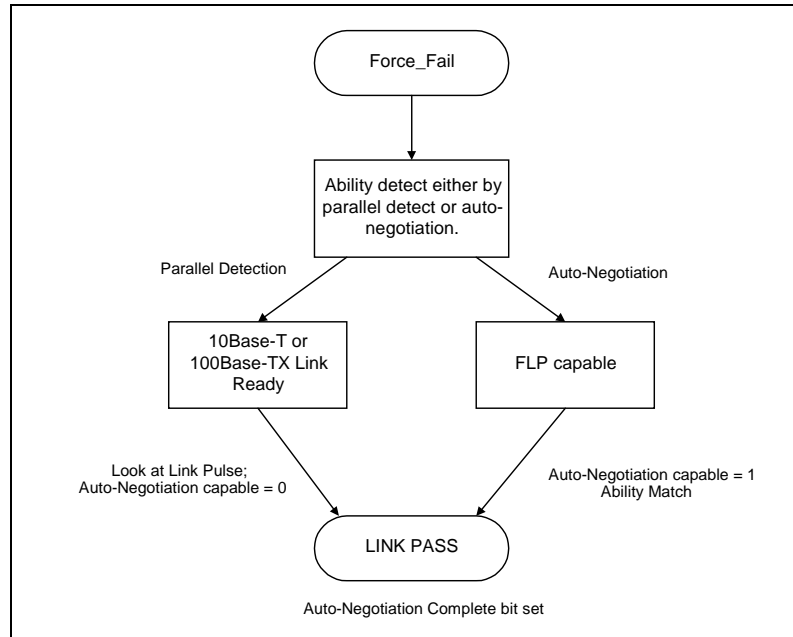 Force_Fail
Ability detect either by
parallel detect or auto-
negotiation.
Parallel Detection
Auto-Negotiation
10Base-T or
100Base-TX Link
Ready
FLP capable
Look at Link Pulse;
Auto-Negotiation capable = 0
Auto-Negotiation capable = 1
Ability Match
LINK PASS
Auto-Negotiation Complete bit set